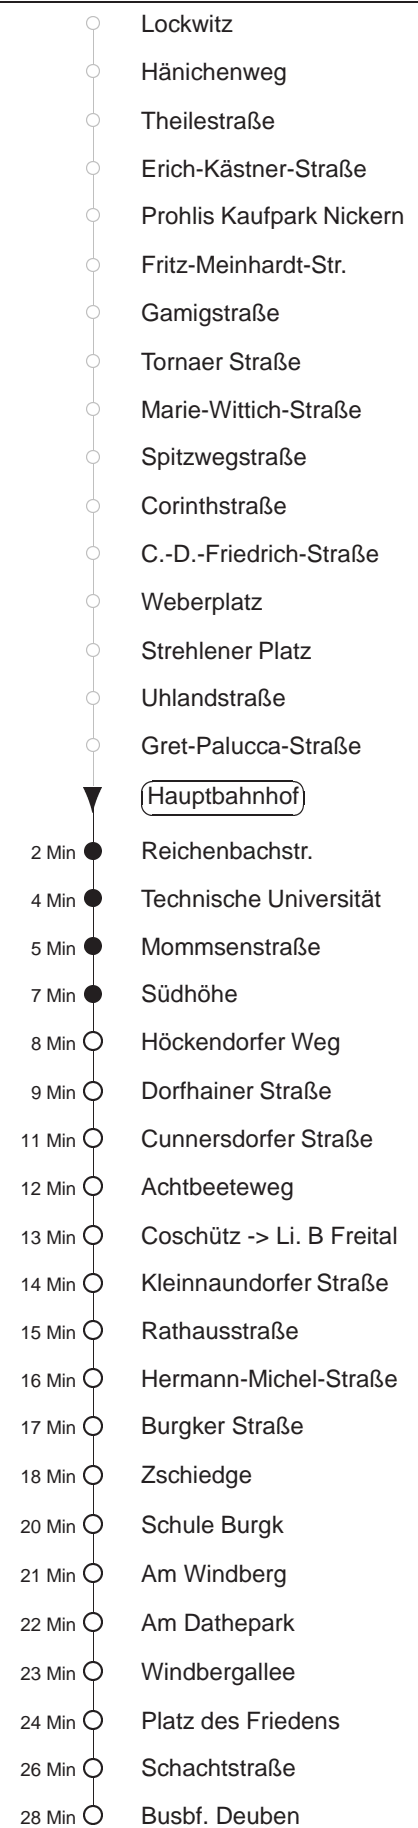 Lockwitz
Hänichenweg
Theilestraße
Erich-Kästner-Straße
Prohlis Kaufpark Nickern
Fritz-Meinhardt-Str.
Gamigstraße
Tornaer Straße
Marie-Wittich-Straße
Spitzwegstraße
Corinthstraße
C.-D.-Friedrich-Straße
Weberplatz
Strehlener Platz
Uhlandstraße
Gret-Palucca-Straße
Hauptbahnhof
2 Min Reichenbachstr.
4 Min Technische Universität
5 Min Mommsenstraße
7 Min Südhöhe
8 Min Höckendorfer Weg
9 Min Dorfhainer Straße
11 Min Cunnersdorfer Straße
12 Min Achtbeeteweg
13 Min Coschütz -> Li. B Freital
14 Min Kleinnaundorfer Straße
15 Min Rathausstraße
16 Min Hermann-Michel-Straße
17 Min Burgker Straße
18 Min Zschiedge
20 Min Schule Burgk
21 Min Am Windberg
22 Min Am Dathepark
23 Min Windbergallee
24 Min Platz des Friedens
26 Min Schachtstraße
28 Min Busbf. Deuben